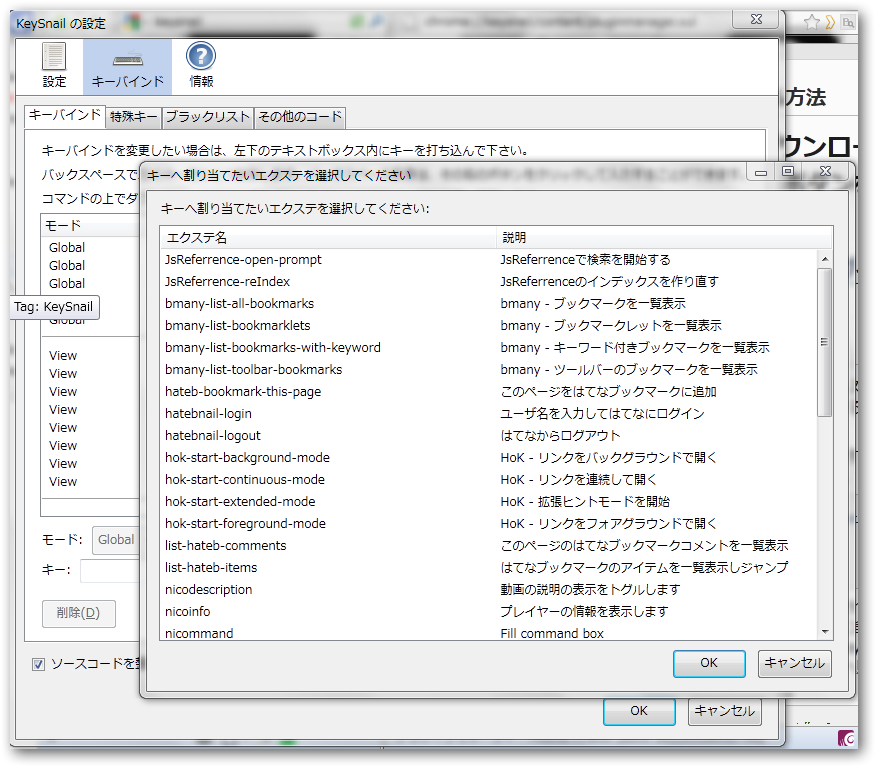 KeySnail の設定
設定
キーバインド
情報
方法
キーバインド 特殊キー ブラックリスト その他のコード
キーバインドを変更したい場合は、左下のテキストボックス内にキーを打ち込んで下さい。
バックスペースで
コマンドの上でダ
モード
Global
Global
Global
Tag: KeySnail
Global
View
View
View
View
View
View
View
View
モード: Global
キー:
削除(D)
ソースコードを
OK キャンセル
キーへ割り当てたいエクステを選択してください
キーへ割り当てたいエクステを選択してください:
エクステ名 説明
JsReferrence-open-prompt JsReferrenceで検索を開始する
JsReferrence-reIndex JsReferrenceのインデックスを作り直す
bmany-list-all-bookmarks bmany - ブックマークを一覧表示
bmany-list-bookmarklets bmany - ブックマークレットを一覧表示
bmany-list-bookmarks-with-keyword bmany - キーワード付きブックマークを一覧表示
bmany-list-toolbar-bookmarks bmany - ツールバーのブックマークを一覧表示
hateb-bookmark-this-page このページをはてなブックマークに追加
hatebnail-login ユーザ名を入力してはてなにログイン
hatebnail-logout はてなからログアウト
hok-start-background-mode HoK - リンクをバックグラウンドで開く
hok-start-continuous-mode HoK - リンクを連続して開く
hok-start-extended-mode HoK - 拡張ヒントモードを開始
hok-start-foreground-mode HoK - リンクをフォアグラウンドで開く
list-hateb-comments このページのはてなブックマークコメントを一覧表示
list-hateb-items はてなブックマークのアイテムを一覧表示しジャンプ
nicodescription 動画の説明の表示をトグルします
nicoinfo プレイヤーの情報を表示します
nicommand Fill command box
OK キャンセル